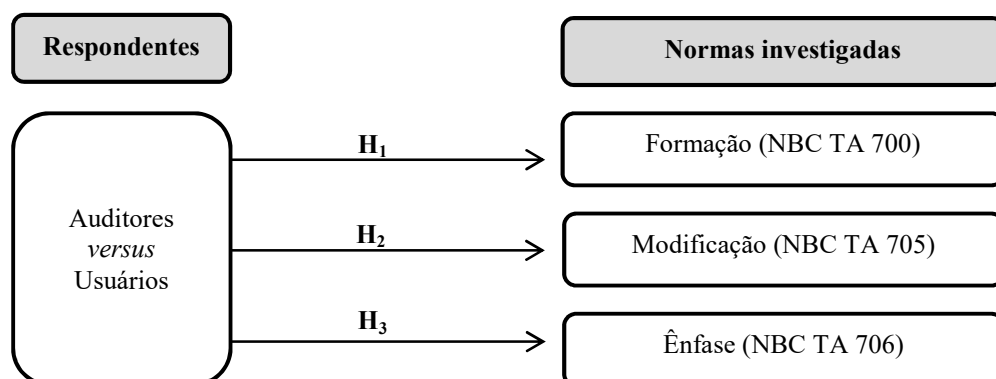 Respondentes
Normas investigadas
Auditores
versus
Usuários
H₁
H₂
H₃
Formação (NBC TA 700)
Modificação (NBC TA 705)
Ênfase (NBC TA 706)